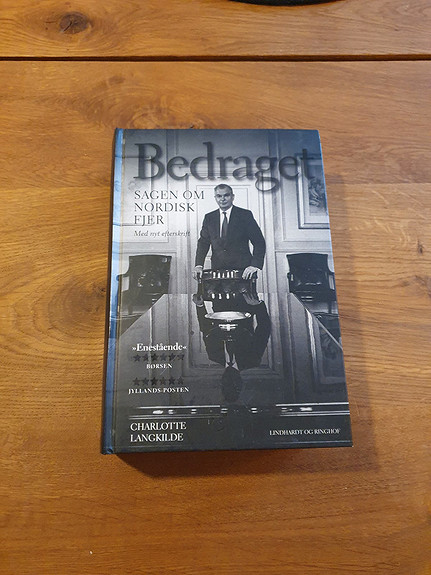 Bedraget
SAGEN OM
NORDISK
FJER
Med nyt efterskrift
»Enestående«
★★★★★★
BØRSEN
★★★★★★
JYLLANDS-POSTEN
CHARLOTTE
LANGKILDE
LINDHARDT OG RINGHOF